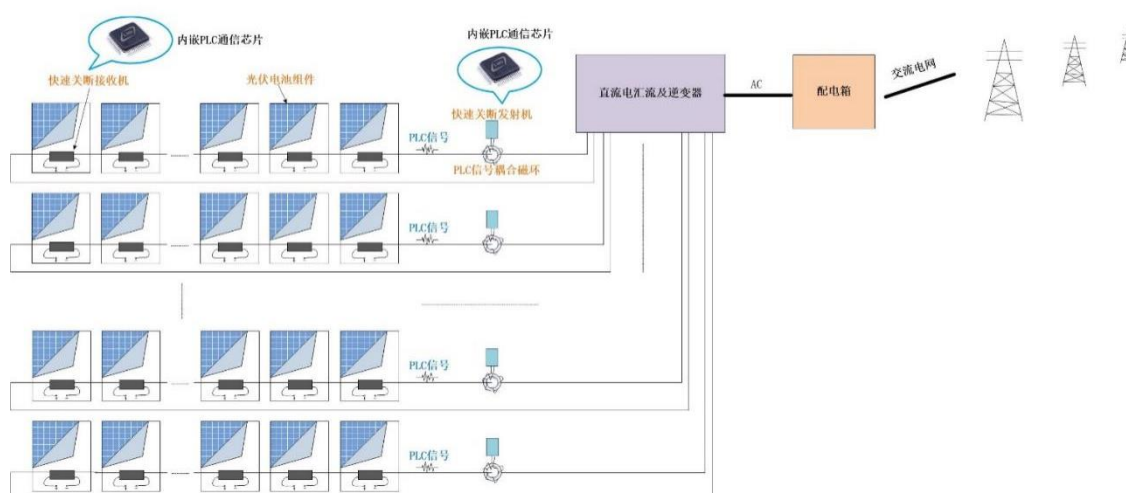 内嵌PLC通信芯片
内嵌PLC通信芯片
快速关断接收机
光伏电池组件
快速关断发射机
直流电汇流及逆变器
AC
配电箱
交流电网
PLC信号
PLC信号耦合磁环
PLC信号
PLC信号
PLC信号